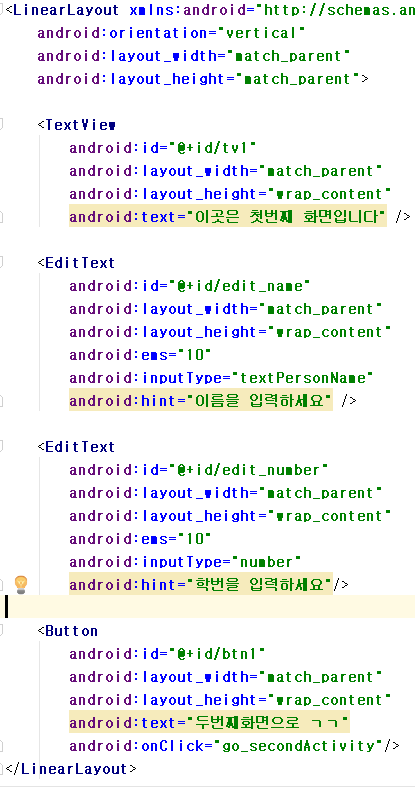 <LinearLayout xmlns:android="http://schemas.an
android:orientation="vertical"
android:layout_width="match_parent"
android:layout_height="match_parent">
<TextView
android:id="@+id/tv1"
android:layout_width="match_parent"
android:layout_height="wrap_content"
android:text="이곳은 첫번째 화면입니다" />
<EditText
android:id="@+id/edit_name"
android:layout_width="match_parent"
android:layout_height="wrap_content"
android:ems="10"
android:inputType="textPersonName"
android:hint="이름을 입력하세요" />
<EditText
android:id="@+id/edit_number"
android:layout_width="match_parent"
android:layout_height="wrap_content"
android:ems="10"
android:inputType="number"
android:hint="학번을 입력하세요"/>
<Button
android:id="@+id/btn1"
android:layout_width="match_parent"
android:layout_height="wrap_content"
android:text="두번째화면으로 ㄱㄱ"
android:onClick="go_secondActivity"/>
</LinearLayout>